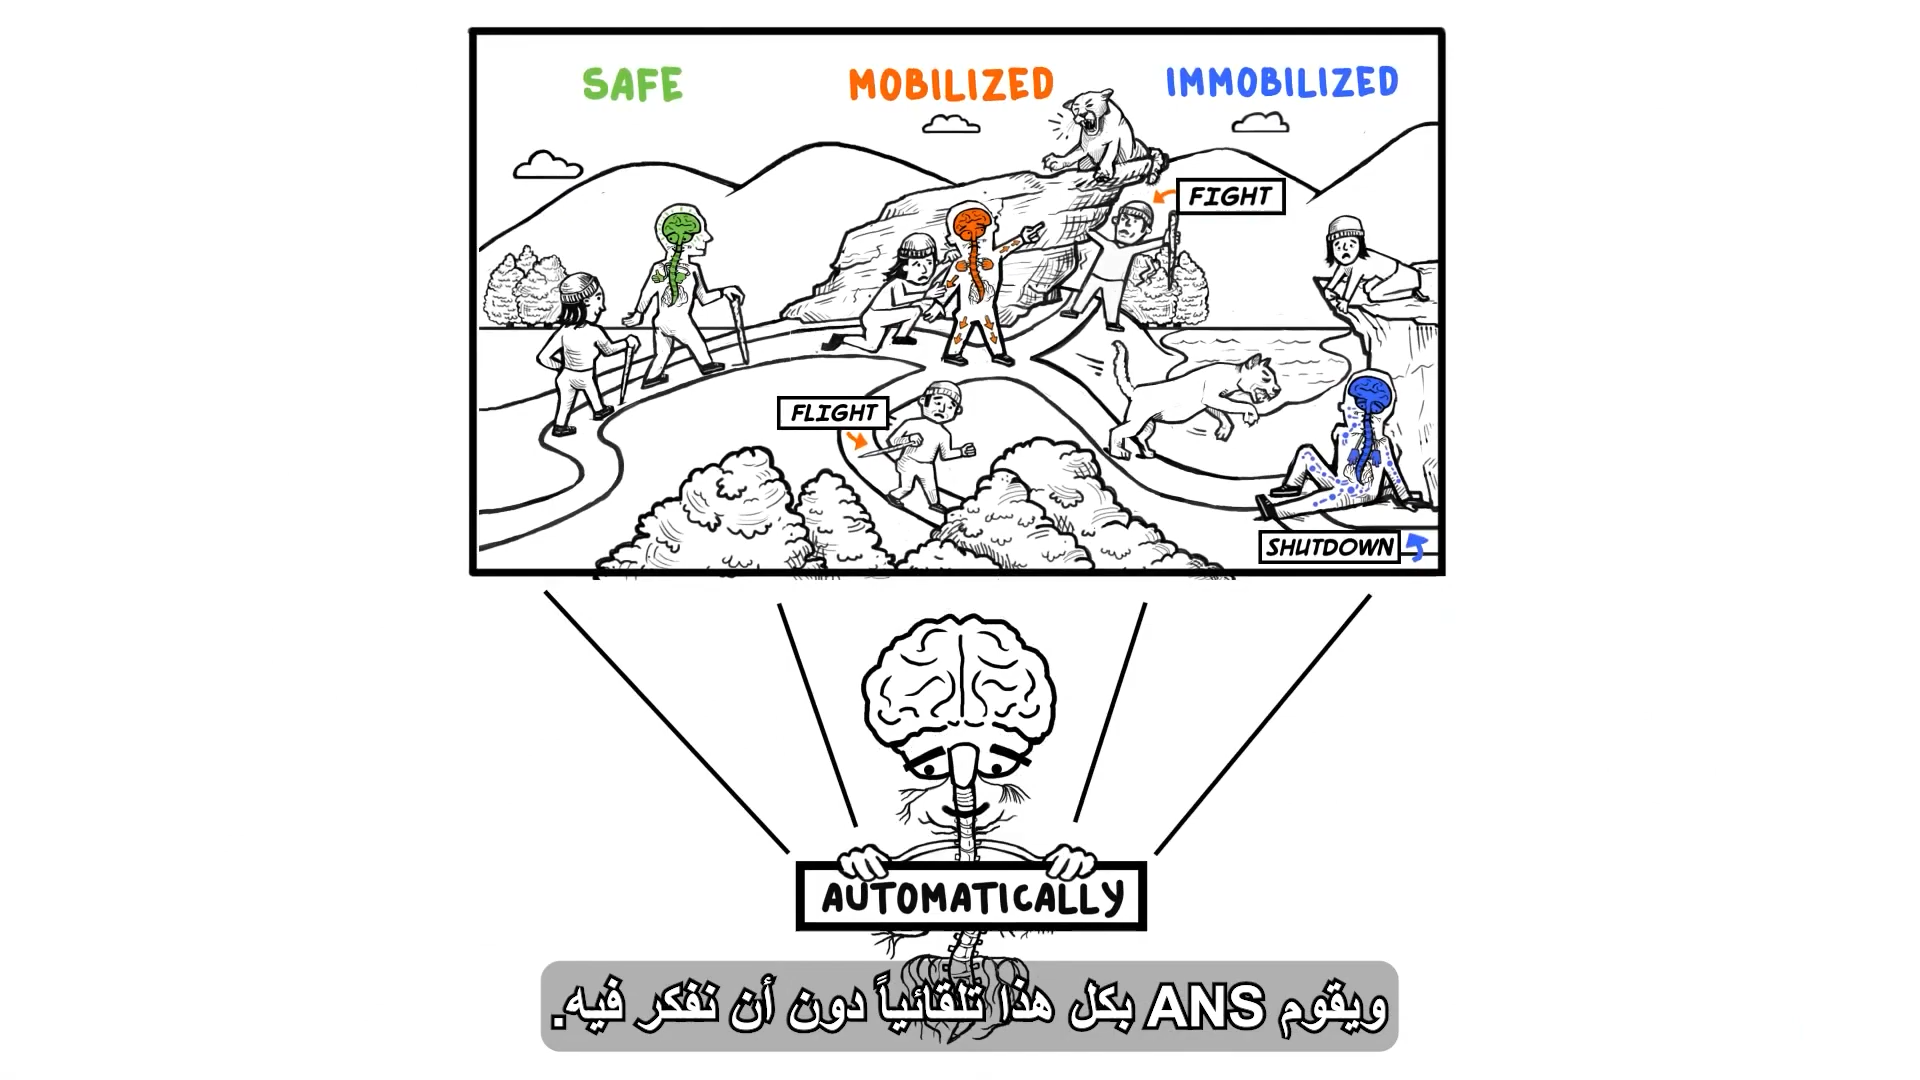 SAFE
MOBILIZED
IMMOBILIZED
FIGHT
FLIGHT
SHUTDOWN
AUTOMATICALLY
ويقوم ANS بكل هذا تلقائياً دون أن نفكر فيه.